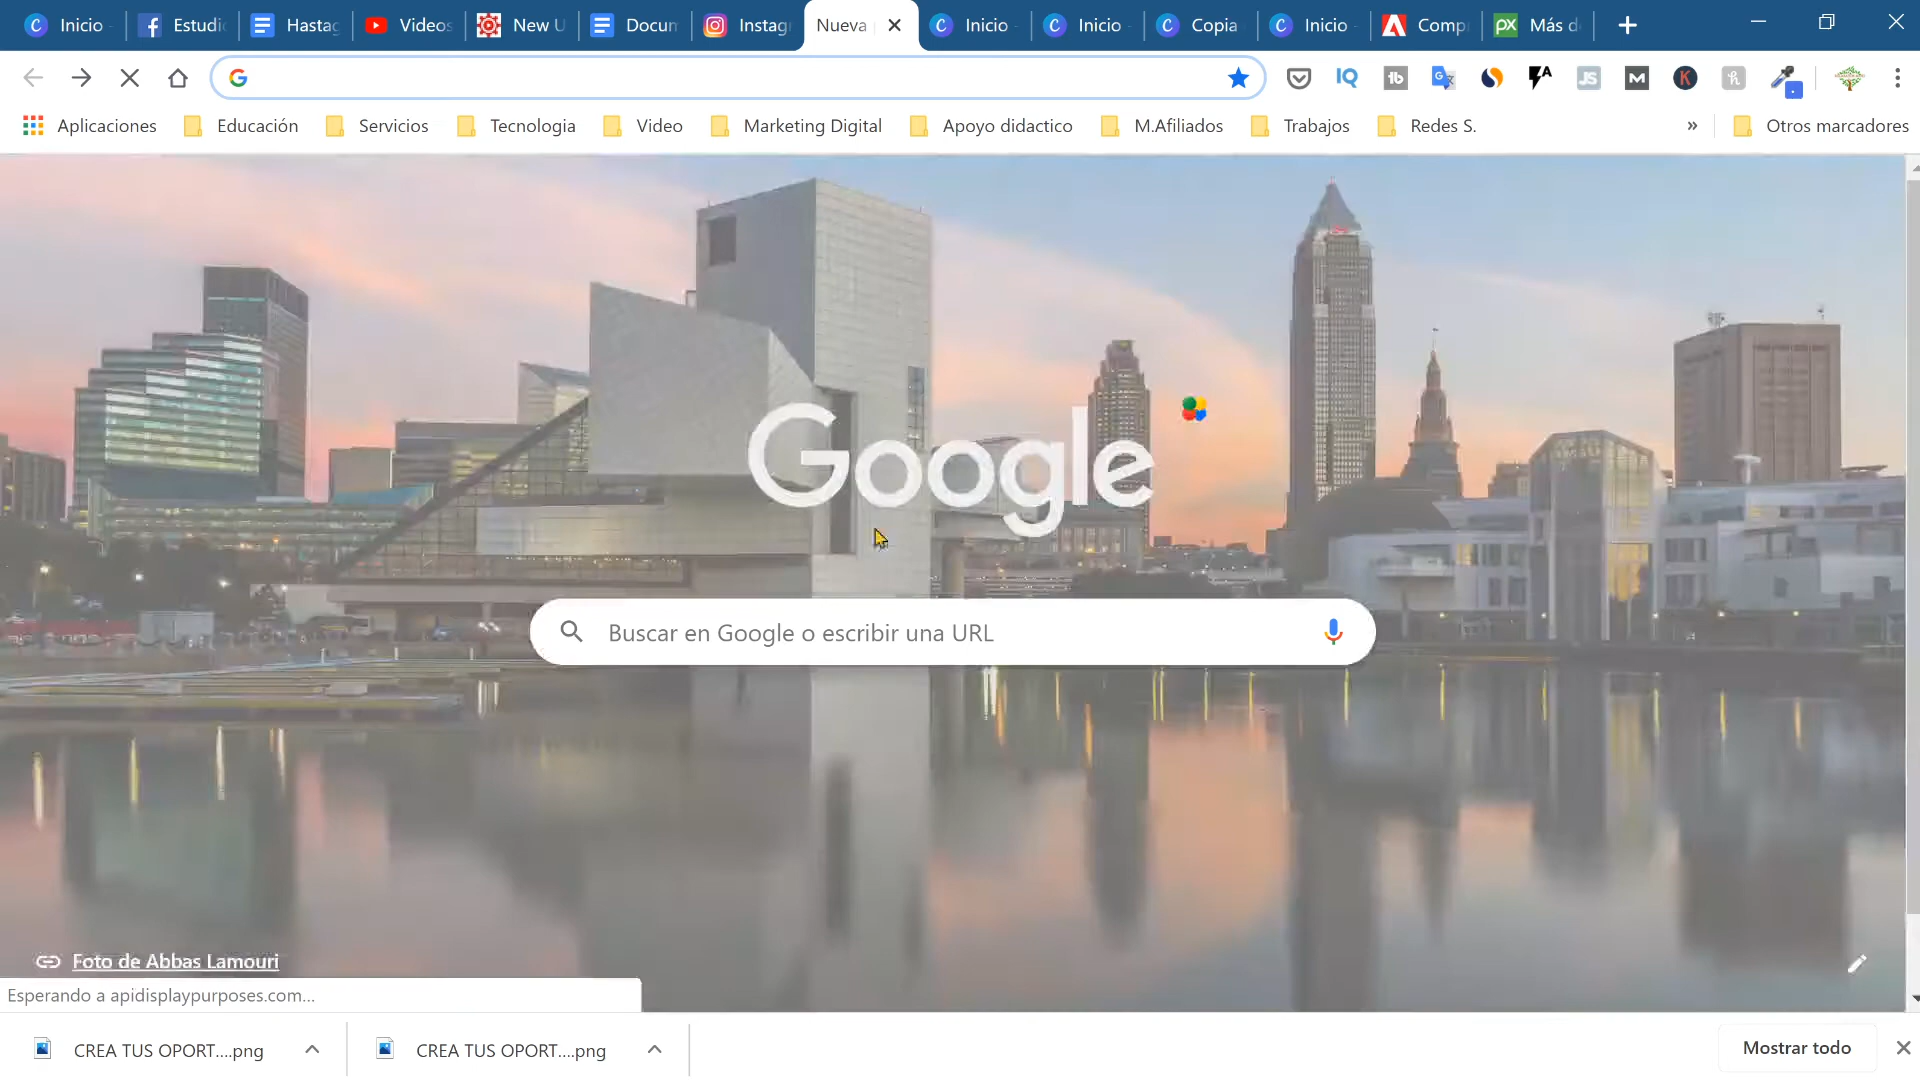 Inicio
Estudi
Hastag
Videos
New U
Docum
Instagr
Nueva
Inicio
Inicio
Copia
Inicio
Comp
Más d
Aplicaciones
Educación
Servicios
Tecnologia
Video
Marketing Digital
Apoyo didactico
M.Afiliados
Trabajos
Redes S.
»
Otros marcadores
Google
Buscar en Google o escribir una URL
Foto de Abbas Lamouri
Esperando a apidisplaypurposes.com...
CREA TUS OPORT....png
CREA TUS OPORT....png
Mostrar todo